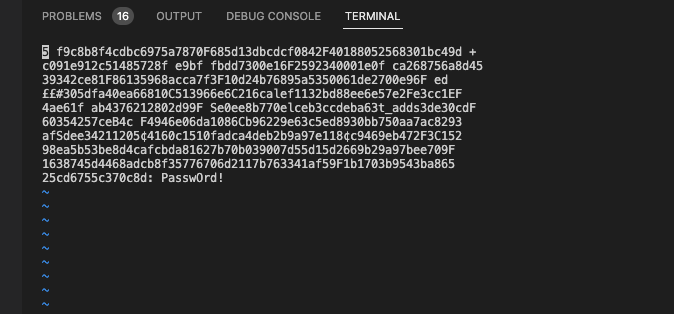 PROBLEMS 16 OUTPUT DEBUG CONSOLE TERMINAL
5 f9c8b8f4cdbc6975a7870F685d13dbcdcf0842F40188052568301bc49d +
c091e912c51485728f e9bf fbdd7300e16F2592340001e0f ca268756a8d45
39342ce81F86135968acca7f3F10d24b76895a5350061de2700e96F ed
££#305dfa40ea66810C513966e6C216calef1132bd88ee6e57e2Fe3cc1EF
4ae61f ab4376212802d99F Se0ee8b770elceb3ccdeba63t_adds3de30cdF
60354257ceB4c F4946e06da1086Cb96229e63c5ed8930bb750aa7ac8293
afSdee34211205¢4160c1510fadca4deb2b9a97e118¢c9469eb472F3C152
98ea5b53be8d4cafcbda81627b70b039007d55d15d2669b29a97bee709F
1638745d4468adcb8f35776706d2117b763341af59F1b1703b9543ba865
25cd6755c370c8d: PasswOrd!
~
~
~
~
~
~
~
~
~